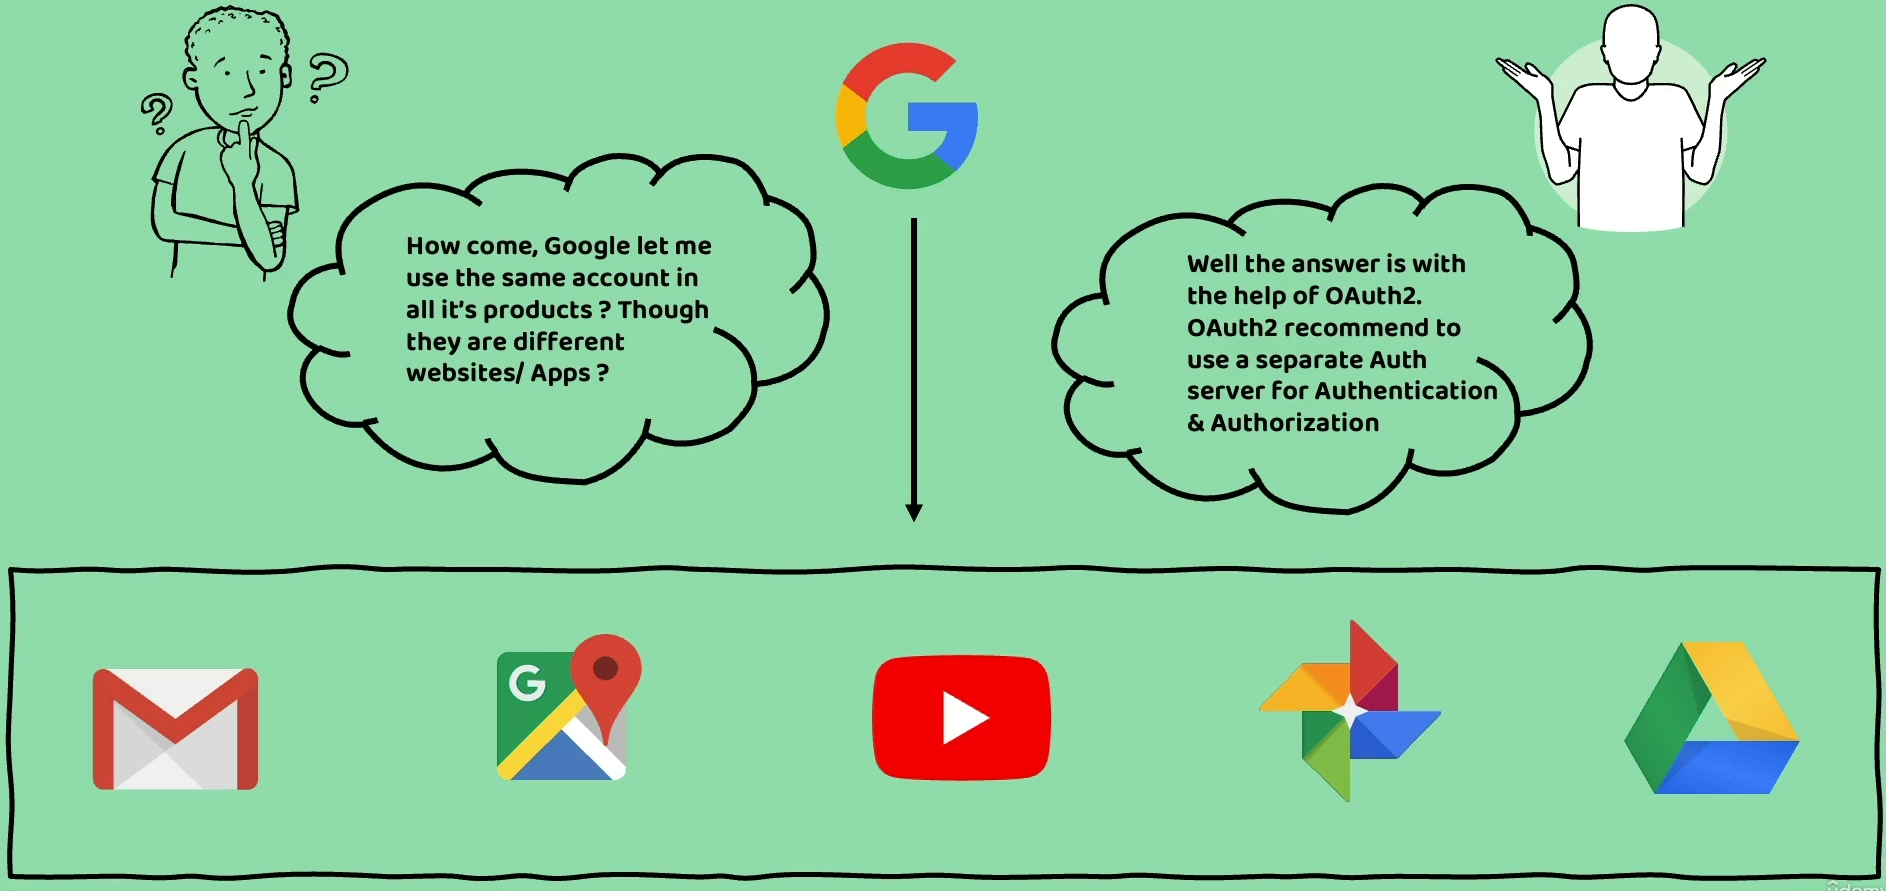 How come, Google let me
use the same account in
all it's products ? Though
they are different
websites/ Apps ?
Well the answer is with
the help of OAuth2.
OAuth2 recommend to
use a separate Auth
server for Authentication
& Authorization